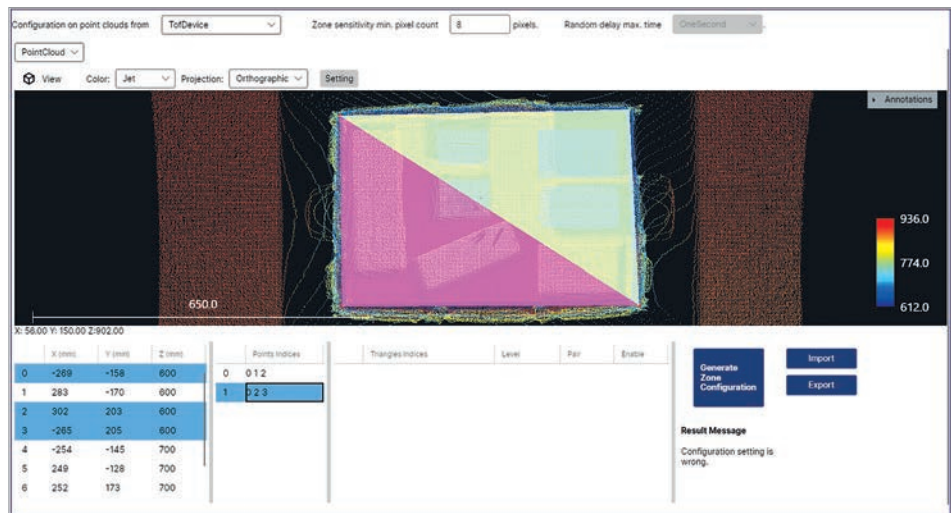 Configuration on point clouds from TofDevice Zone sensitivity min. pixel count 8 pixels. Random delay max. time OneSecond
PointCloud
View Color: Jet Projection: Orthographic Setting
Annotations
936.0
774.0
612.0
650.0
X: 56.00 Y: 150.00 Z:902.00
X (mm) Y (mm) Z (mm)
0 -269 -158 600
1 283 -170 600
2 302 203 600
3 -265 205 600
4 -254 -145 700
5 249 -128 700
6 252 173 700
Points Indices
0 0 1 2
1 0 2 3
Triangles Indices Level Pair Enable
Generate
Zone
Configuration
Import
Export
Result Message
Configuration setting is
wrong.